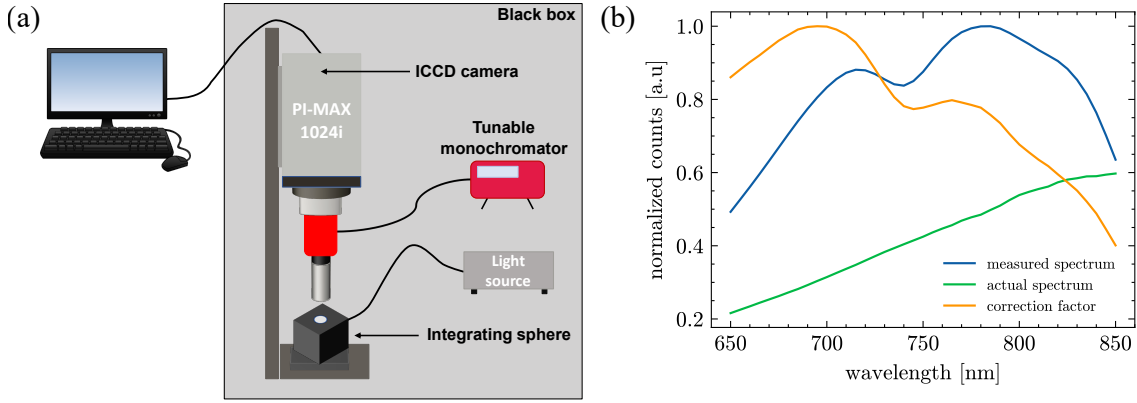 (a)
Black box
ICCD camera
PI-MAX
1024i
Tunable
monochromator
Light
source
Integrating sphere
(b)
normalized counts [a.u]
1.0
0.8
0.6
0.4
0.2
measured spectrum
actual spectrum
correction factor
650
700
750
800
850
wavelength [nm]